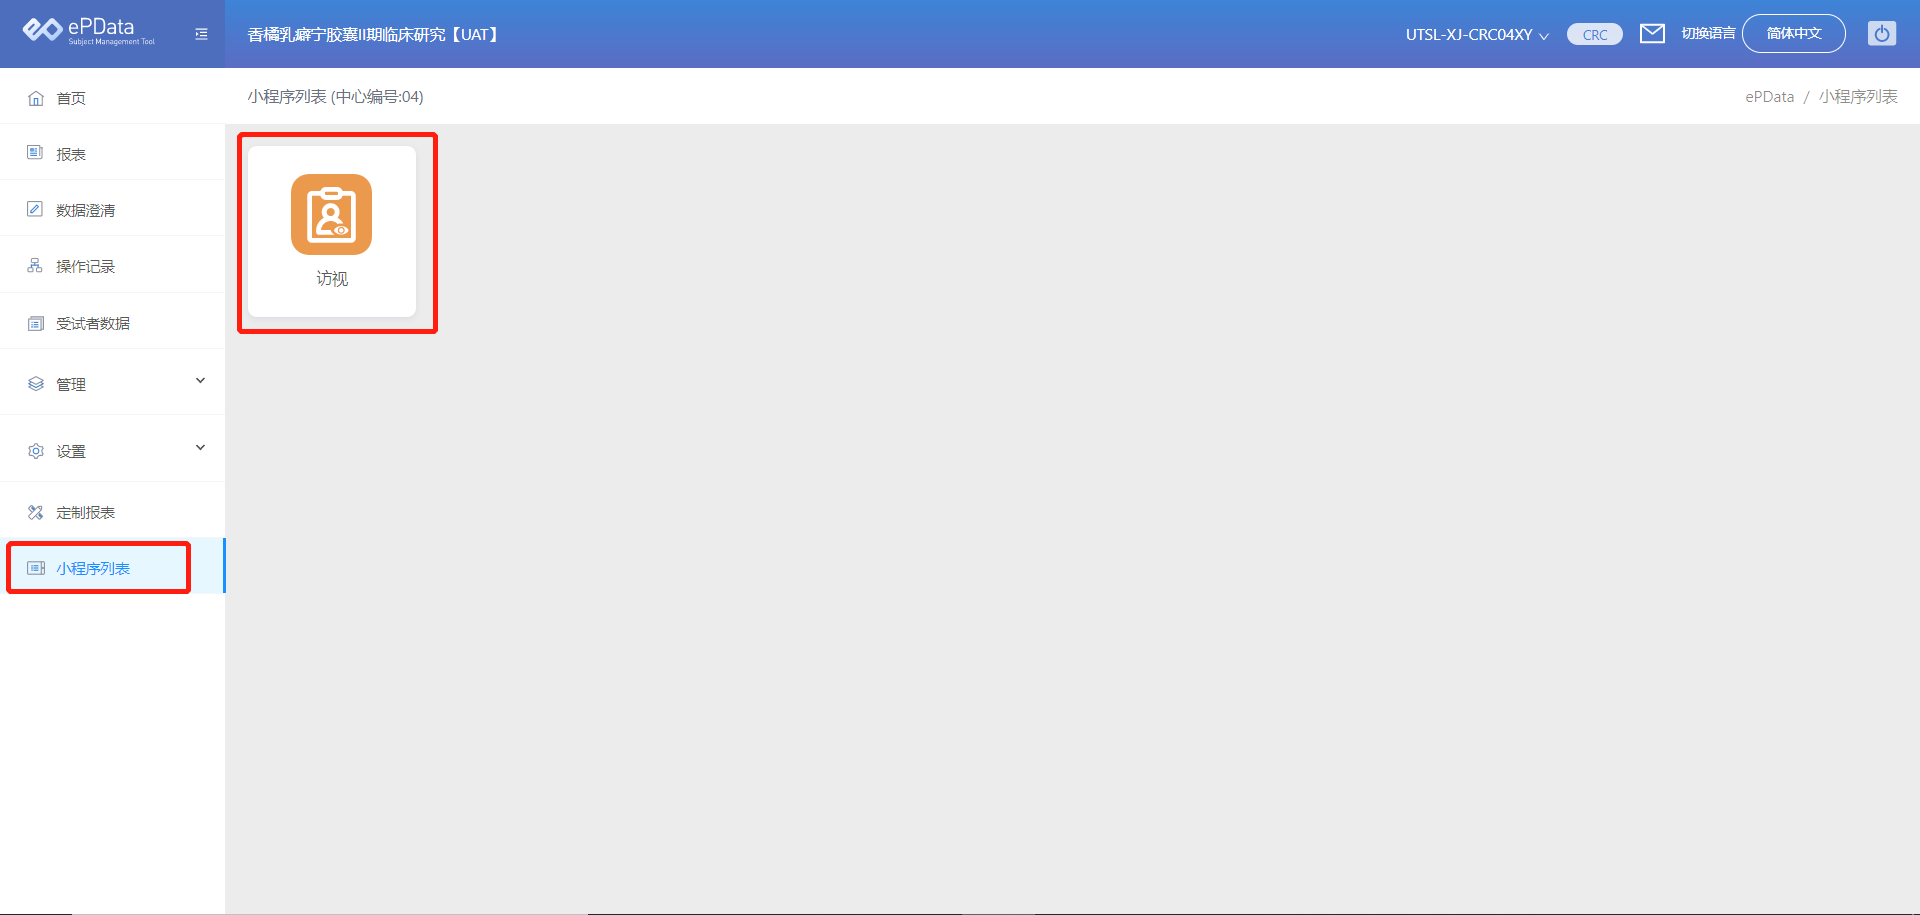 ePData
Subject Management Tool
香橘乳癖宁胶囊II期临床研究【UAT】
UTSL-XJ-CRC04XY
CRC
切换语言
简体中文
首页
报表
数据澄清
操作记录
受试者数据
管理
设置
定制报表
小程序列表
小程序列表 (中心编号:04)
ePData / 小程序列表
访视